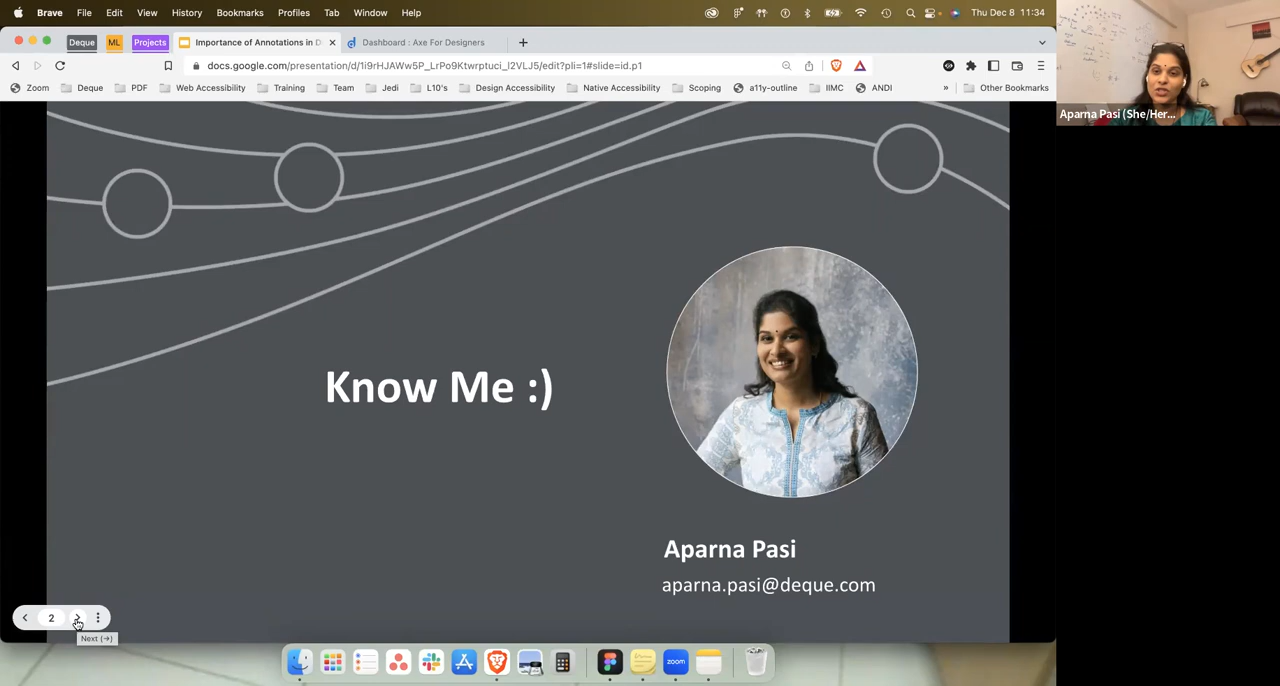 Brave File Edit View History Bookmarks Profiles Tab Window Help Thu Dec 8 11:34
Deque ML Projects Importance of Annotations in D Dashboard : Axe For Designers
docs.google.com/presentation/d/1i9rHJAWw5P_LrPo9Ktwrptuci_l2VLJ5/edit?pli=1#slide=id.p1
Zoom Deque PDF Web Accessibility Training Team Jedi L10's Design Accessibility Native Accessibility Scoping a11y-outline IIMC ANDI » Other Bookmarks
Aparna Pasi (She/Her...
Know Me :)
Aparna Pasi
aparna.pasi@deque.com
2
Next (→)
zoom